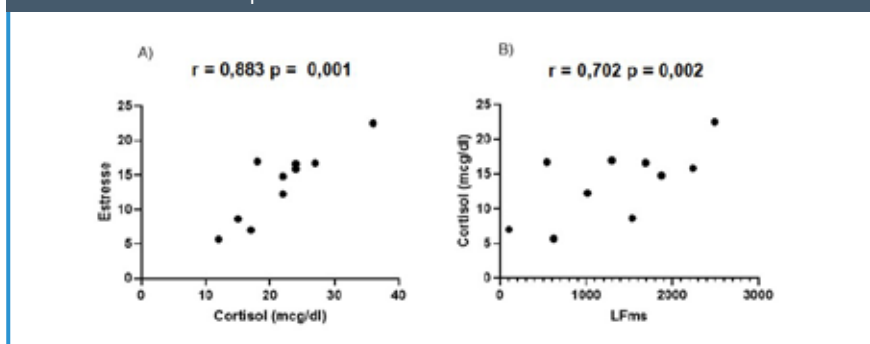 A)
r = 0,883 p = 0,001
Estresse
25
20
15
10
5
0
0 10 20 30 40
Cortisol (mcg/dl)
B)
r = 0,702 p = 0,002
Cortisol (mcg/dl)
25
20
15
10
5
0
0 1000 2000 3000
LFms